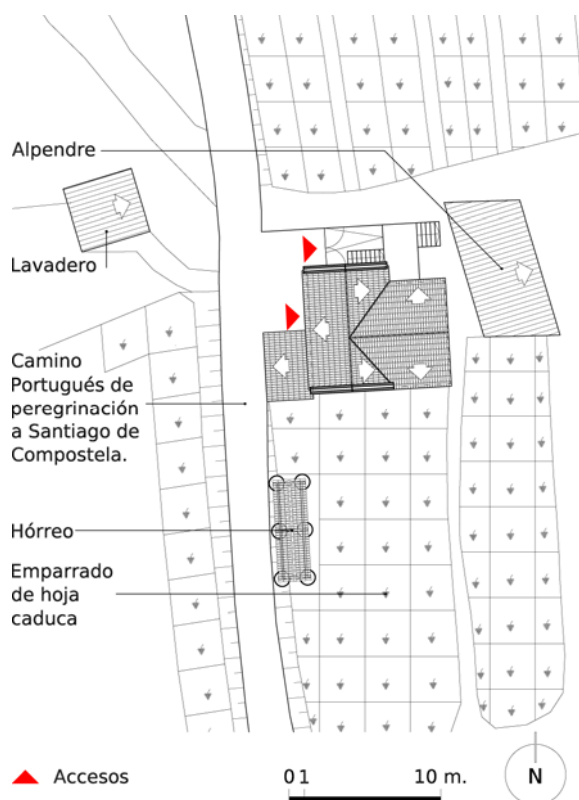 Alpendre
Lavadero
Camino
Portugués de
peregrinación
a Santiago de
Compostela.
Hórreo
Emparrado
de hoja
caduca
Accesos
0 1 10 m.
N